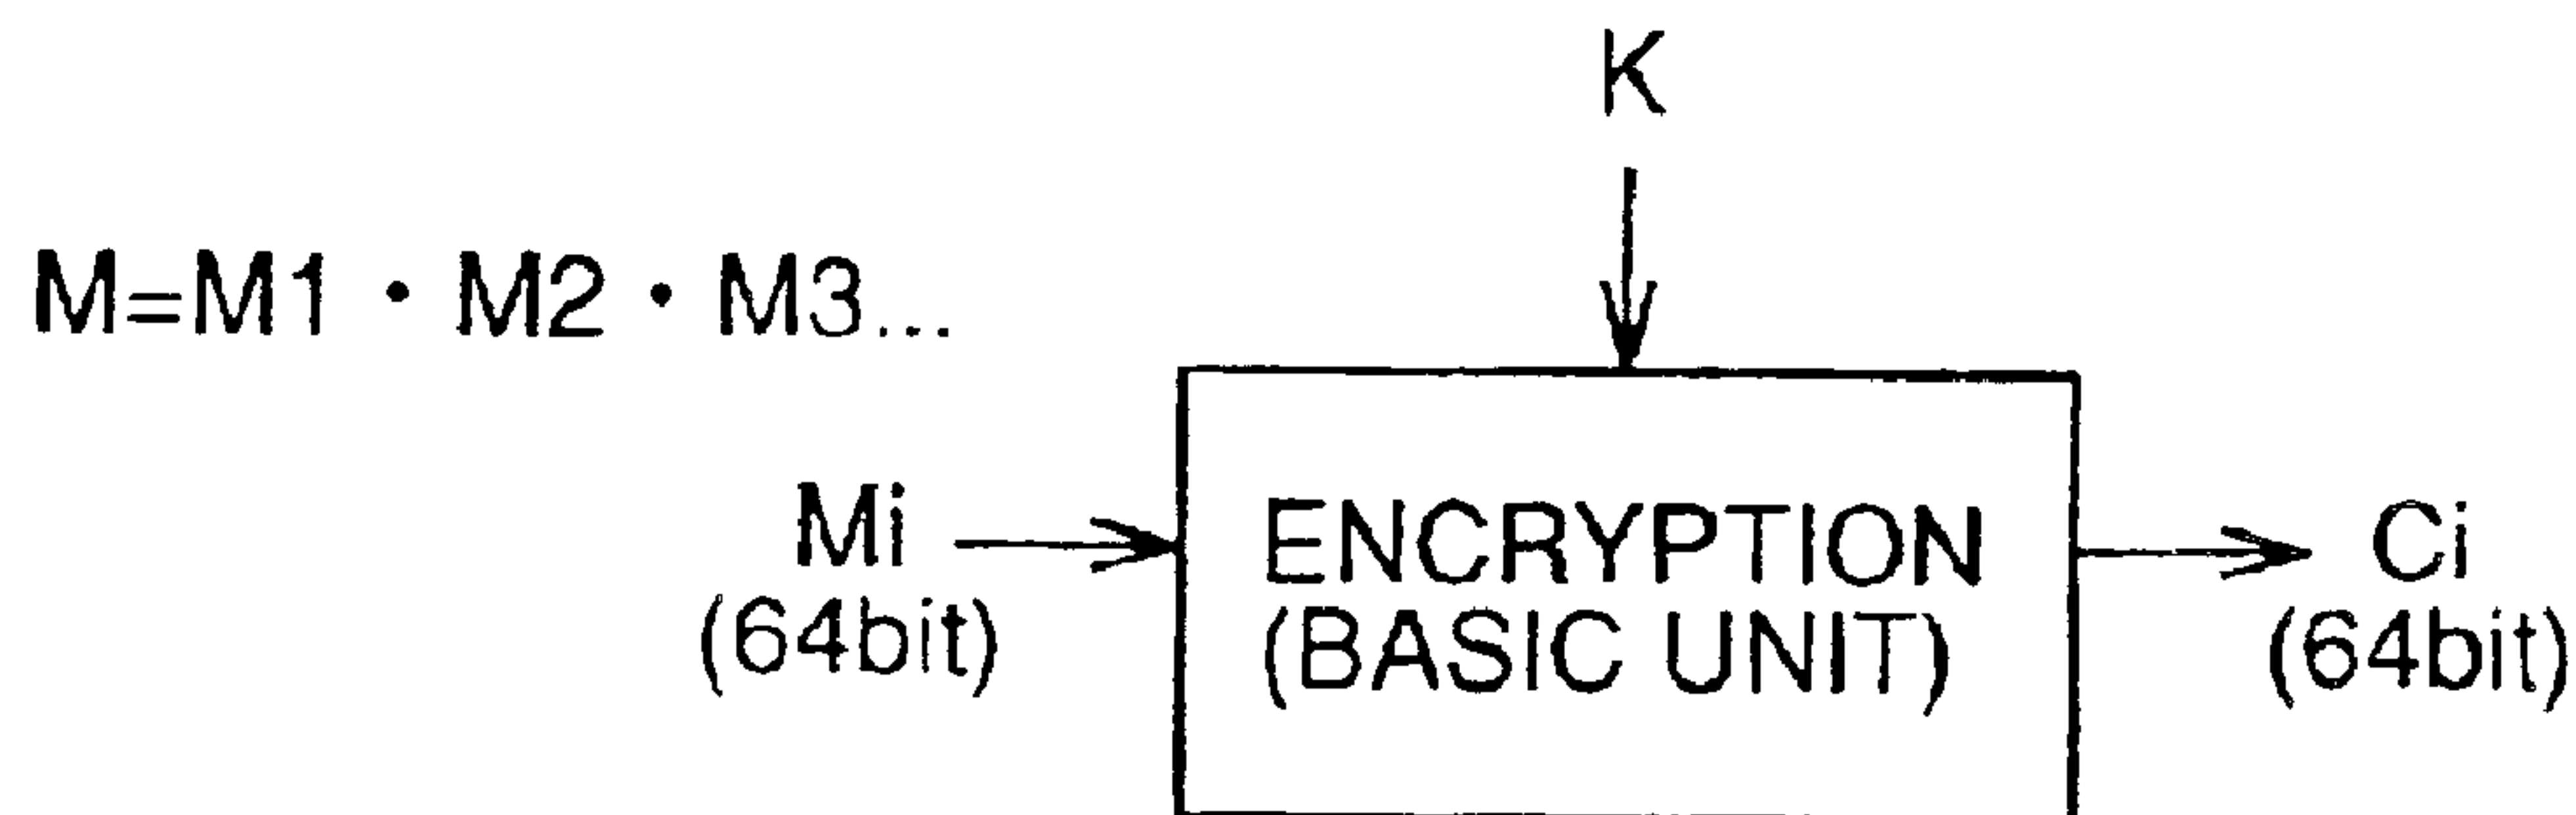 K
M=M1 · M2 · M3...
Mi
(64bit)
ENCRYPTION
(BASIC UNIT)
Ci
(64bit)